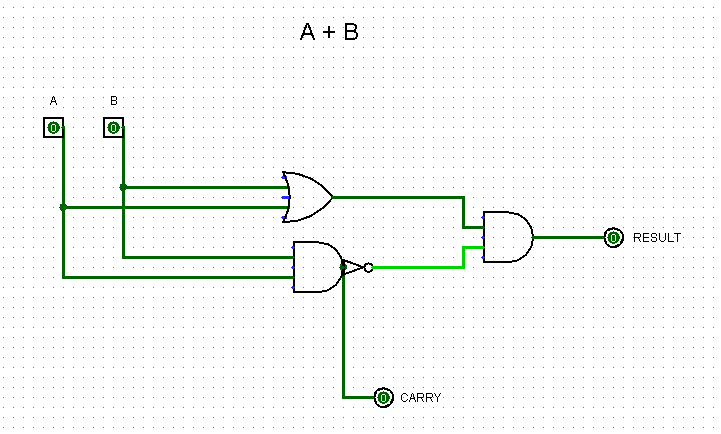 A + B
A B
0 0
0 RESULT
0 CARRY